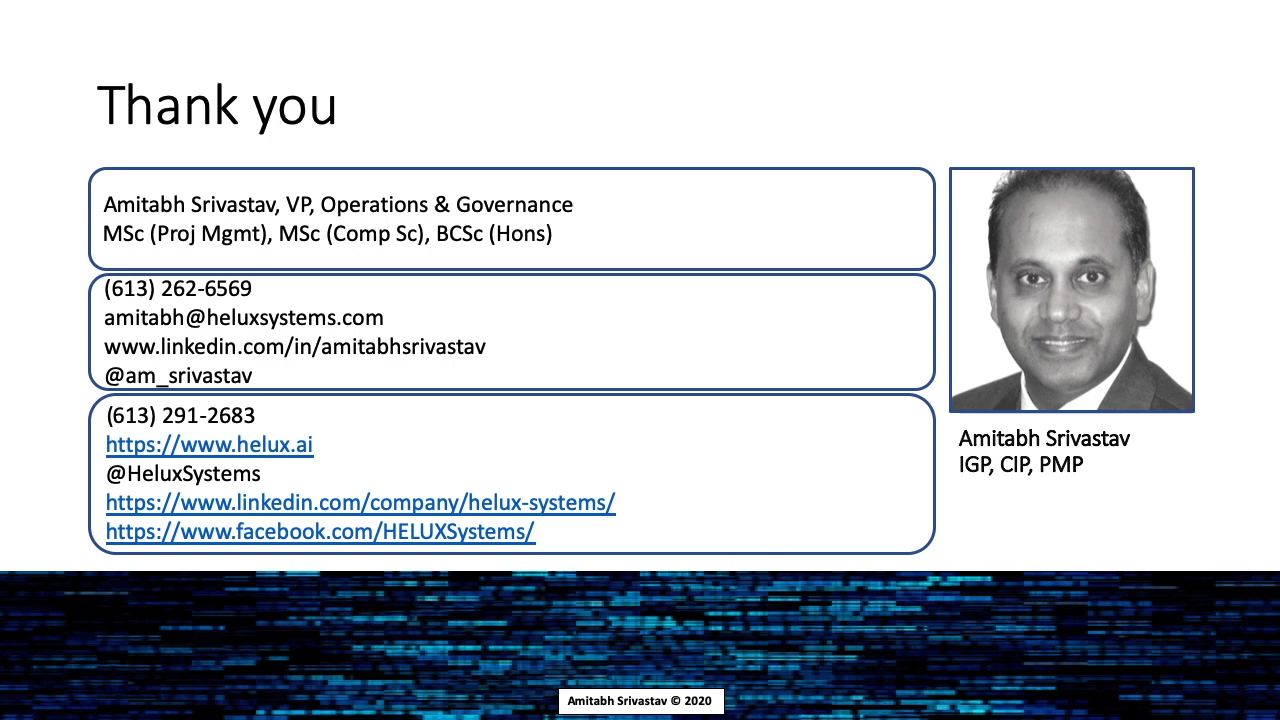 Thank you
Amitabh Srivastav, VP, Operations & Governance
MSc (Proj Mgmt), MSc (Comp Sc), BCSc (Hons)
(613) 262-6569
amitabh@heluxsystems.com
www.linkedin.com/in/amitabhsrivastav
@am_srivastav
(613) 291-2683
https://www.helux.ai
@HeluxSystems
https://www.linkedin.com/company/helux-systems/
https://www.facebook.com/HELUXSystems/
Amitabh Srivastav
IGP, CIP, PMP
Amitabh Srivastav © 2020